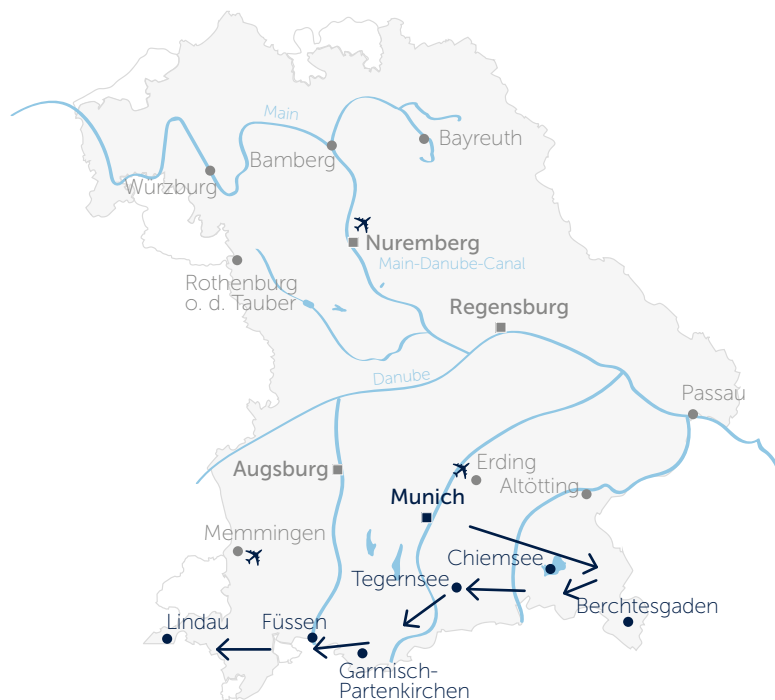 Main
Bayreuth
Bamberg
Würzburg
Nuremberg
Main-Danube-Canal
Rothenburg
o. d. Tauber
Regensburg
Danube
Passau
Augsburg
Erding
Altötting
Munich
Memmingen
Chiemsee
Tegernsee
Berchtesgaden
Lindau
Füssen
Garmisch-
Partenkirchen